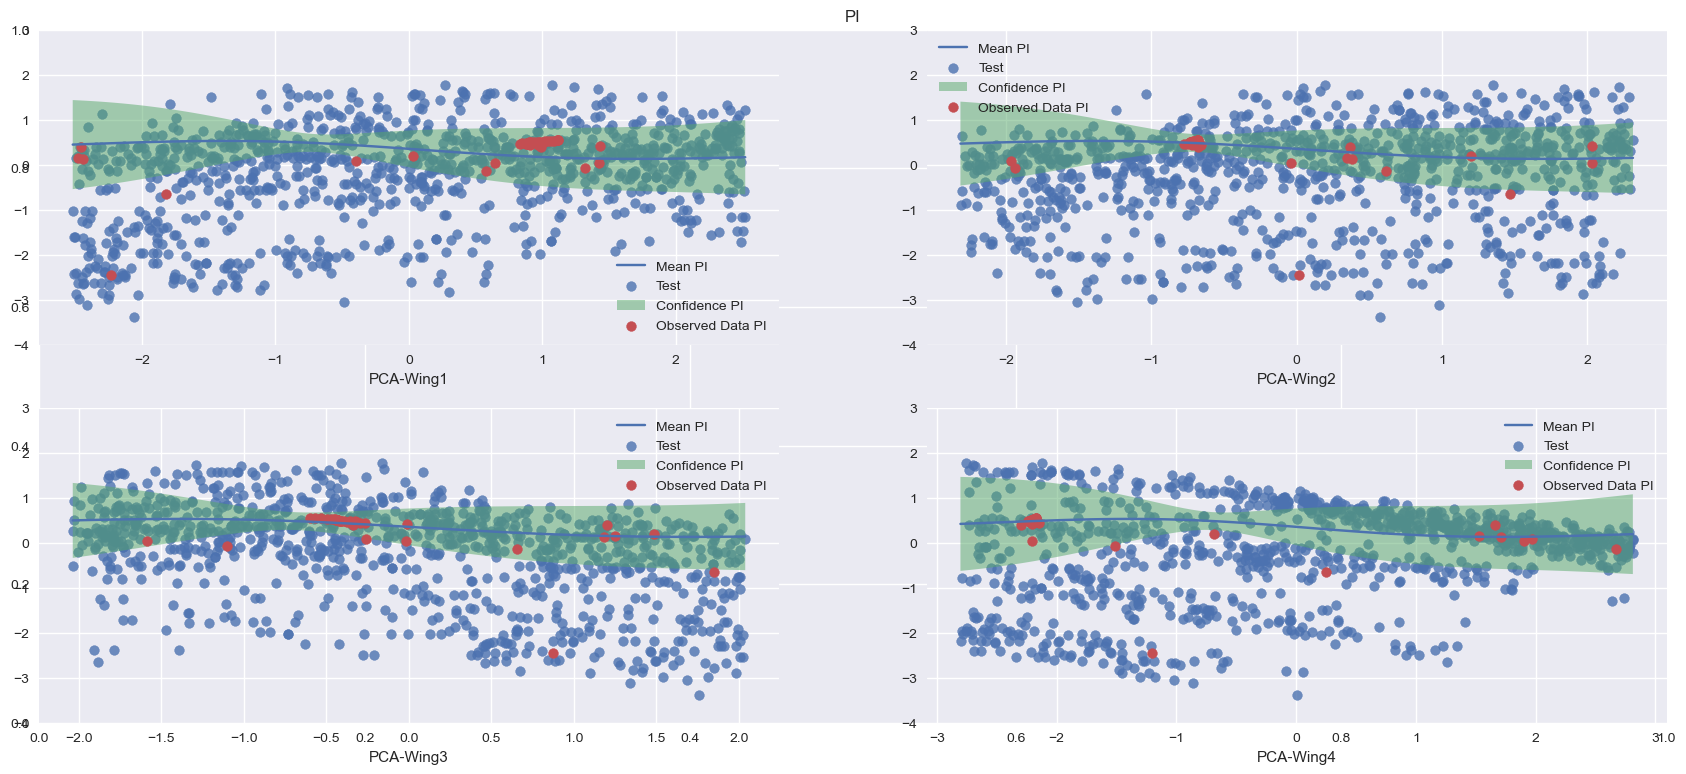 PI
1.0 3
2
1
0
0.8
−1
−2
−3
0.6
−4
−2 −1 0 1 2
PCA-Wing1
Mean PI
Test
Confidence PI
Observed Data PI
3
2
1
0
−1
−2
−3
−4
−2 −1 0 1 2
PCA-Wing2
Mean PI
Test
Confidence PI
Observed Data PI
3
0.4
2
1
0
0.2
−1
−2
−3
0.0 −4
0.0 −2.0 −1.5 −1.0 −0.5 0.2 0.0 0.5 1.0 1.5 0.4 2.0
PCA-Wing3
Mean PI
Test
Confidence PI
Observed Data PI
3
2
1
0
−1
−2
−3
−4
−3 0.6 −2 −1 0 0.8 1 2 3 1.0
PCA-Wing4
Mean PI
Test
Confidence PI
Observed Data PI